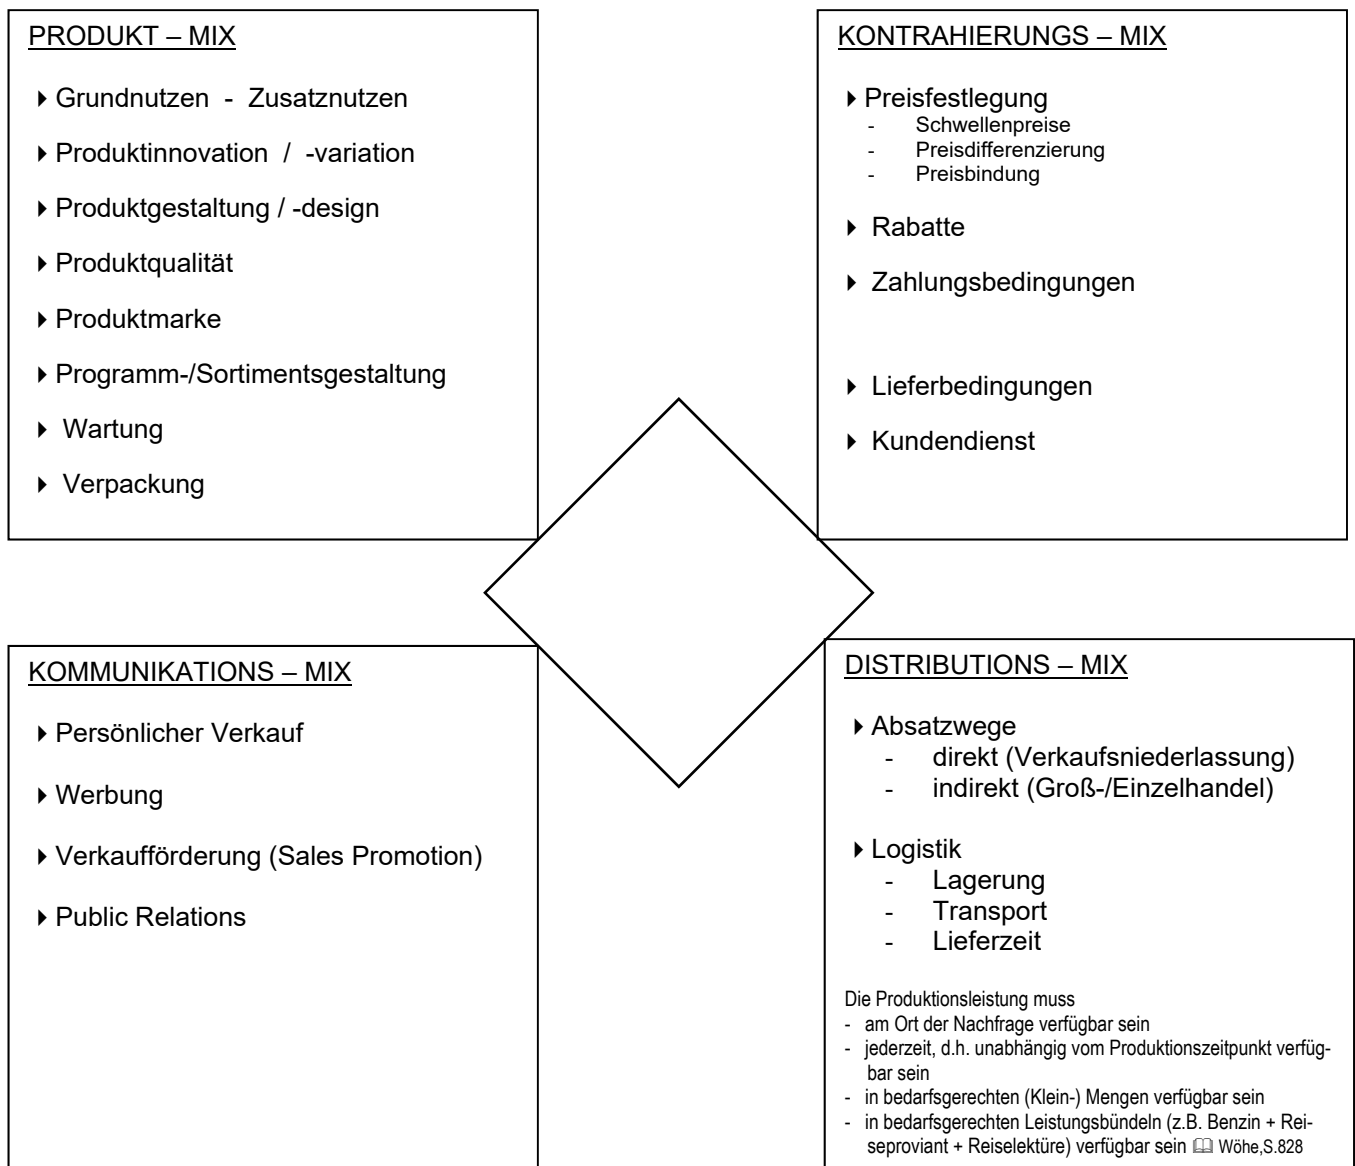 PRODUKT – MIX
Grundnutzen - Zusatznutzen
Produktinnovation / -variation
Produktgestaltung / -design
Produktqualität
Produktmarke
Programm-/Sortimentsgestaltung
Wartung
Verpackung
KONTRAHIERUNGS – MIX
Preisfestlegung
- Schwellenpreise
- Preisdifferenzierung
- Preisbindung
Rabatte
Zahlungsbedingungen
Lieferbedingungen
Kundendienst
KOMMUNIKATIONS – MIX
Persönlicher Verkauf
Werbung
Verkaufförderung (Sales Promotion)
Public Relations
DISTRIBUTIONS – MIX
Absatzwege
- direkt (Verkaufsniederlassung)
- indirekt (Groß-/Einzelhandel)
Logistik
- Lagerung
- Transport
- Lieferzeit
Die Produktionsleistung muss
- am Ort der Nachfrage verfügbar sein
- jederzeit, d.h. unabhängig vom Produktionszeitpunkt verfüg-
bar sein
- in bedarfsgerechten (Klein-) Mengen verfügbar sein
- in bedarfsgerechten Leistungsbündeln (z.B. Benzin + Rei-
seproviant + Reiselektüre) verfügbar sein 🕮 Wöhe,S.828